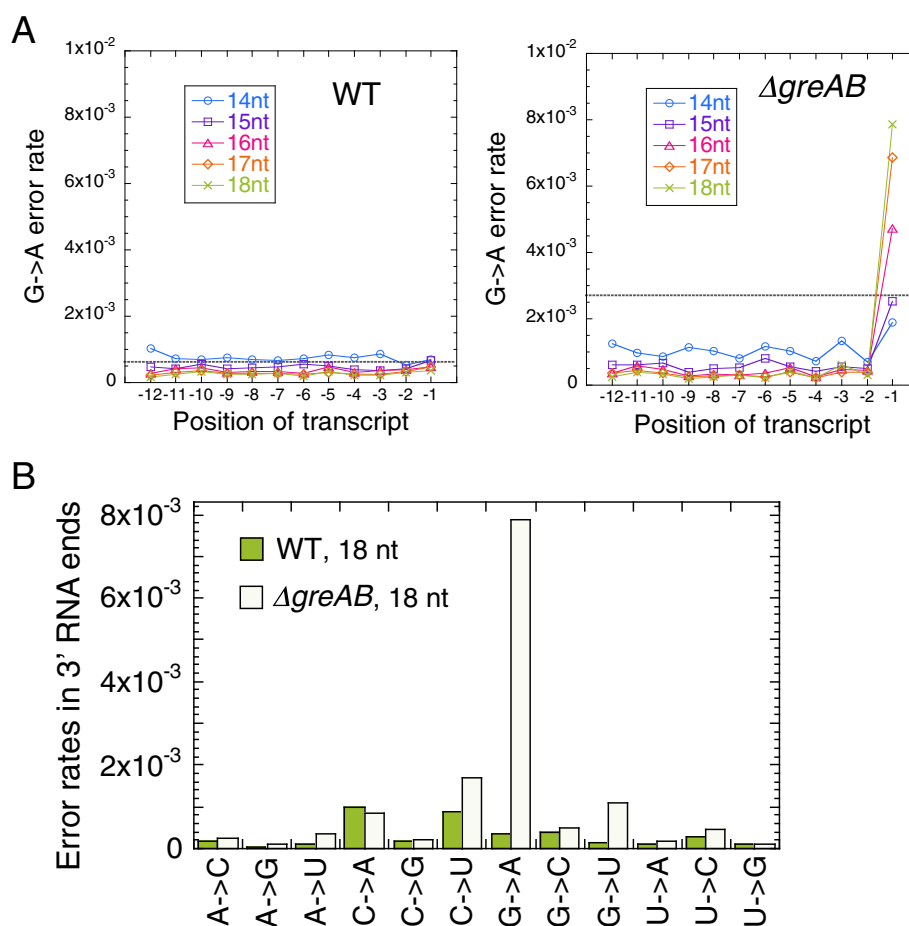 A
WT
ΔgreAB
1x10⁻²
8x10⁻³
6x10⁻³
4x10⁻³
2x10⁻³
0
G->A error rate
14nt
15nt
16nt
17nt
18nt
-12 -11 -10 -9 -8 -7 -6 -5 -4 -3 -2 -1
Position of transcript
1x10⁻²
8x10⁻³
6x10⁻³
4x10⁻³
2x10⁻³
0
G->A error rate
14nt
15nt
16nt
17nt
18nt
-12 -11 -10 -9 -8 -7 -6 -5 -4 -3 -2 -1
Position of transcript
B
8x10⁻³
6x10⁻³
4x10⁻³
2x10⁻³
0
Error rates in 3' RNA ends
WT, 18 nt
ΔgreAB, 18 nt
A->C
A->G
A->U
C->A
C->G
C->U
G->A
G->C
G->U
U->A
U->C
U->G